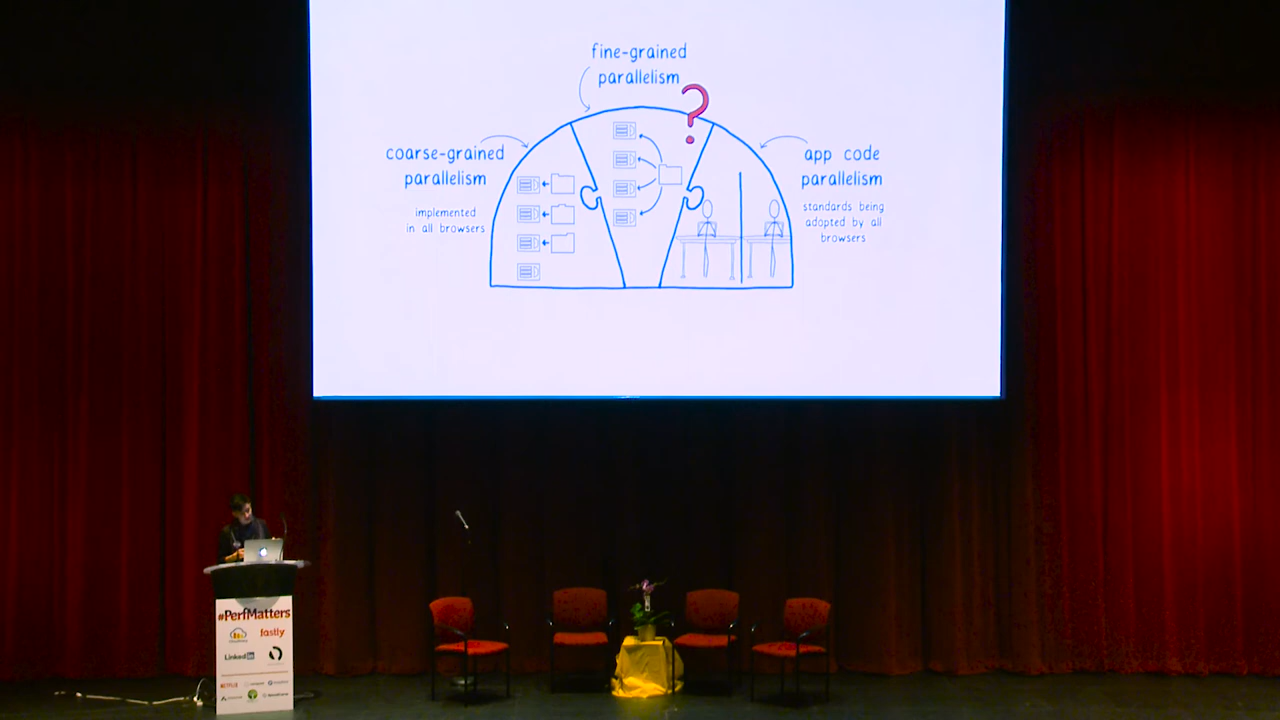 fine-grained
parallelism
?
coarse-grained
parallelism
implemented
in all browsers
app code
parallelism
standards being
adopted by all
browsers
#PerfMatters
fastly
LinkedIn
NETFLIX